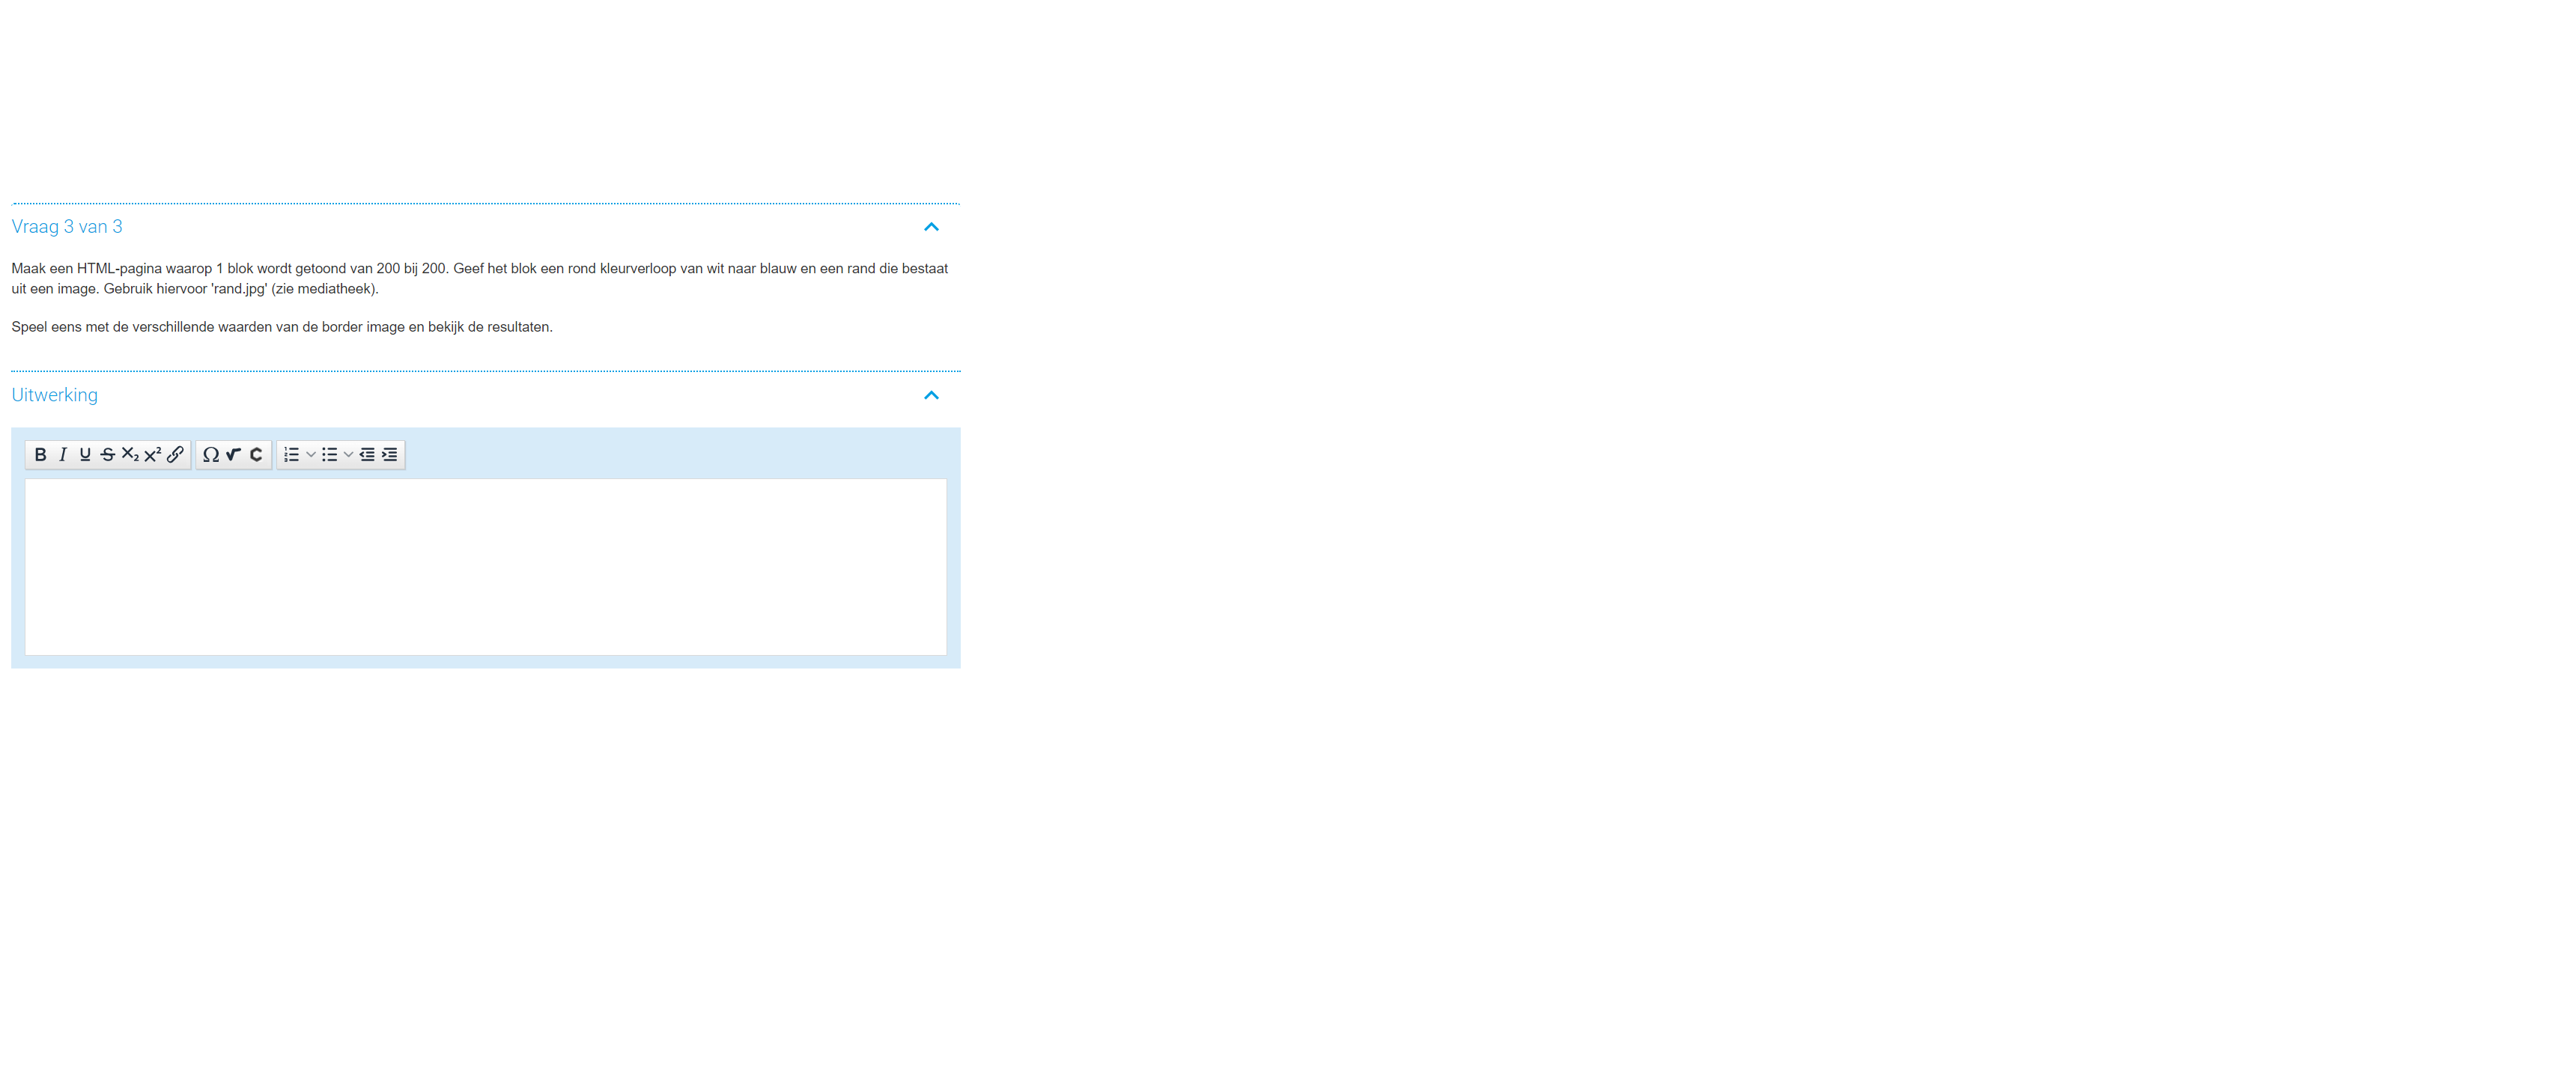 Vraag 3 van 3
Maak een HTML-pagina waarop 1 blok wordt getoond van 200 bij 200. Geef het blok een rond kleurverloop van wit naar blauw en een rand die bestaat
uit een image. Gebruik hiervoor 'rand.jpg' (zie mediatheek).
Speel eens met de verschillende waarden van de border image en bekijk de resultaten.
Uitwerking
B I U S X₂ X² Ω √ C